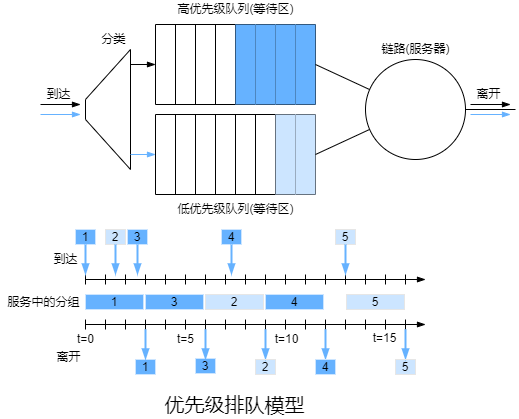 高优先级队列(等待区)
分类
链路(服务器)
到达
离开
低优先级队列(等待区)
1 2 3 4 5
到达
服务中的分组 1 3 2 4 5
t=0 t=5 t=10 t=15
离开
1 3 2 4 5
优先级排队模型